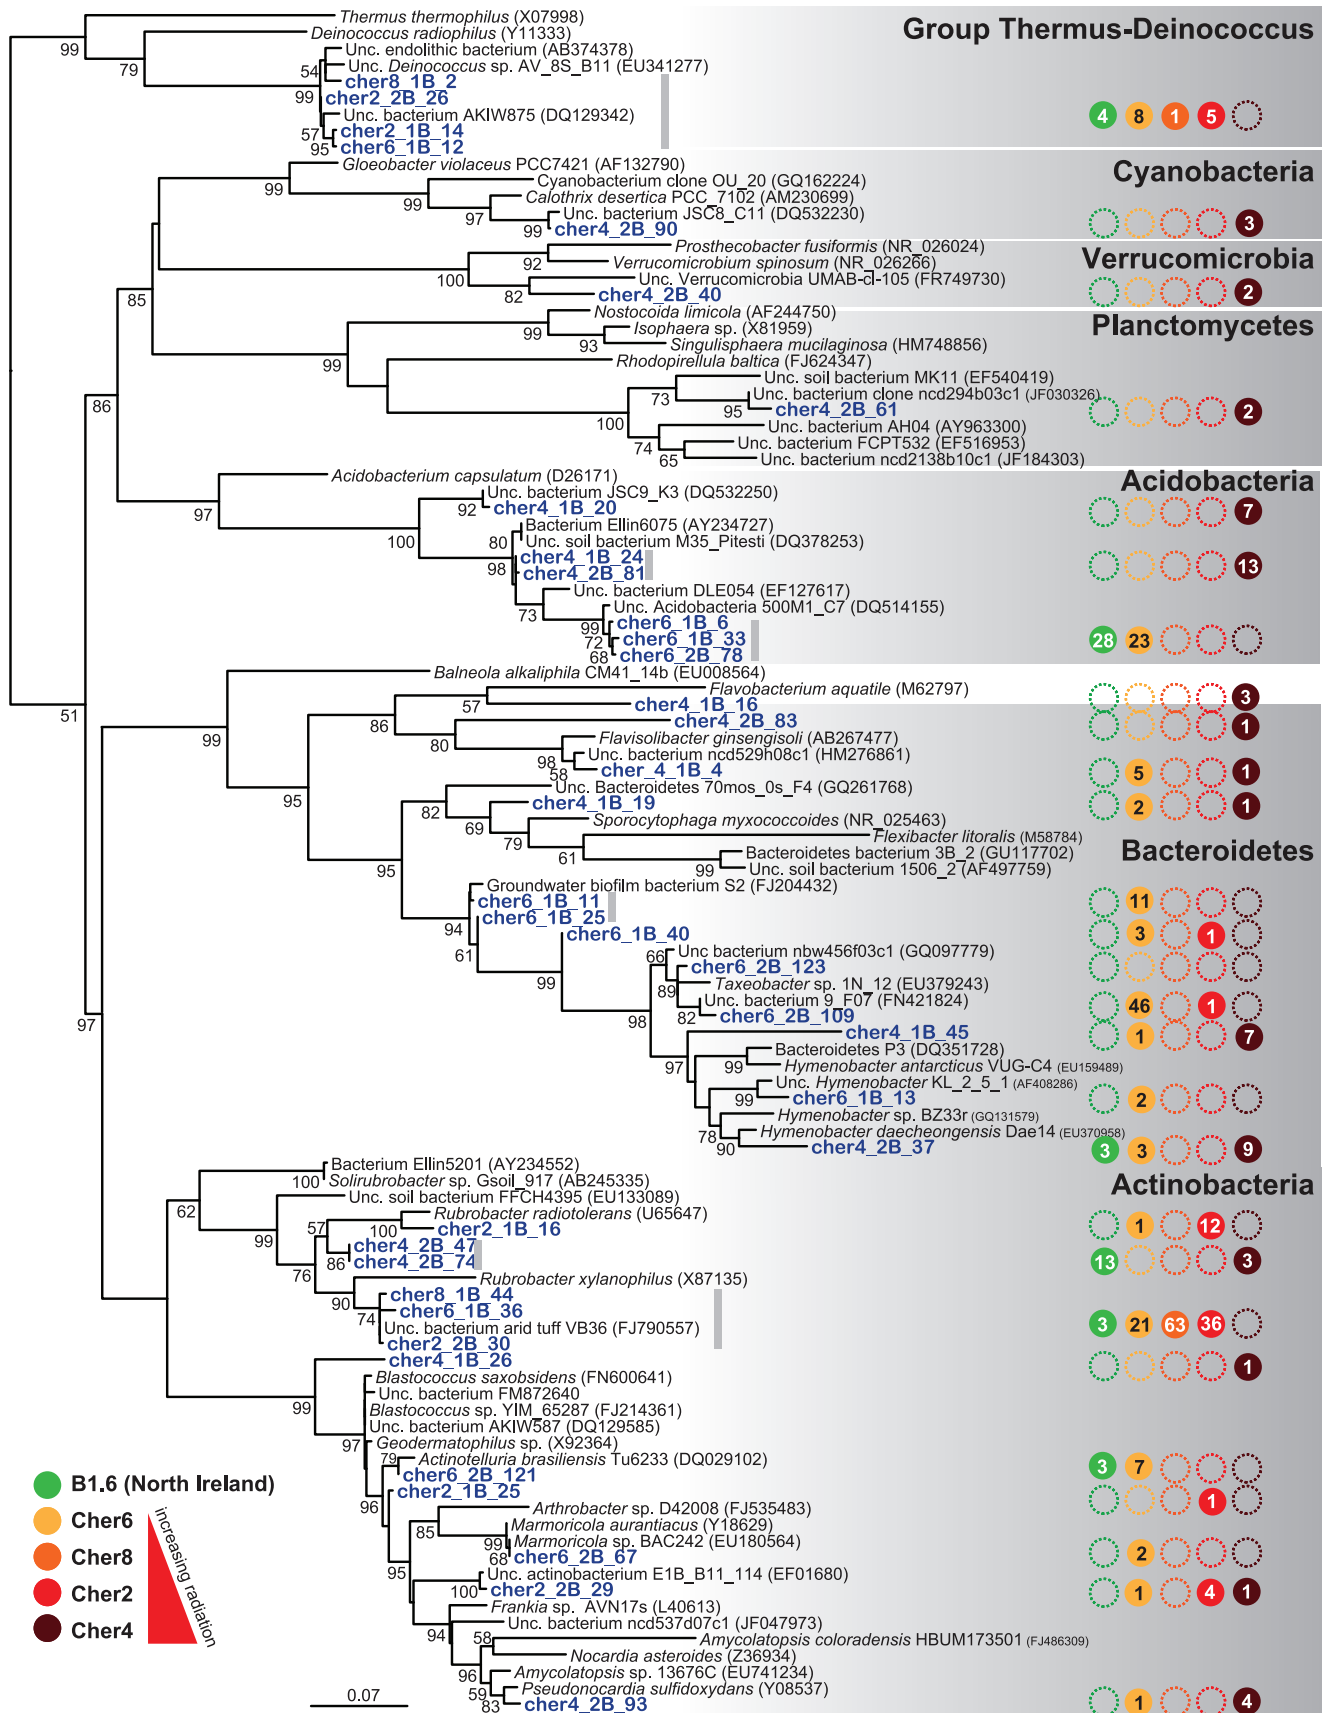 Thermus thermophilus (X07998)
Group Thermus-Deinococcus
Deinococcus radiophilus (Y11333)
99
Unc. endolithic bacterium (AB374378)
79
Unc. Deinococcus sp. AV_8S_B11 (EU341277)
54
cher8_1B_2
99
cher2_2B_26
Unc. bacterium AKIW875 (DQ129342)
4 8 1 5
57
cher2_1B_14
95
cher6_1B_12
Gloeobacter violaceus PCC7421 (AF132790)
Cyanobacteria
99
Cyanobacterium clone OU_20 (GQ162224)
99
Calothrix desertica PCC_7102 (AM230699)
97
Unc. bacterium JSC8_C11 (DQ532230)
3
99
cher4_2B_90
Prosthecobacter fusiformis (NR_026024)
92
Verrucomicrobium spinosum (NR_026266)
Verrucomicrobia
100
Unc. Verrucomicrobia UMAB-cl-105 (FR749730)
82
cher4_2B_40
2
85
Nostocoida limicola (AF244750)
Planctomycetes
99
Isophaera sp. (X81959)
93
Singulisphaera mucilaginosa (HM748856)
99
Rhodopirellula baltica (FJ624347)
Unc. soil bacterium MK11 (EF540419)
73
Unc. bacterium clone ncd294b03c1 (JF030326)
86
95
cher4_2B_61
2
100
Unc. bacterium AH04 (AY963300)
74
Unc. bacterium FCPT532 (EF516953)
65
Unc. bacterium ncd2138b10c1 (JF184303)
Acidobacterium capsulatum (D26171)
Acidobacteria
97
Unc. bacterium JSC9_K3 (DQ532250)
92
cher4_1B_20
7
100
Bacterium Ellin6075 (AY234727)
80
Unc. soil bacterium M35_Pitesti (DQ378253)
98
cher4_1B_24
cher4_2B_81
13
Unc. bacterium DLE054 (EF127617)
73
Unc. Acidobacteria 500M1_C7 (DQ514155)
99
cher6_1B_6
72
cher6_1B_33
28 23
68
cher6_2B_78
Balneola alkaliphila CM41_14b (EU008564)
51
Flavobacterium aquatile (M62797)
3
57
cher4_1B_16
86
cher4_2B_83
1
99
80
Flavisolibacter ginsengisoli (AB267477)
98
Unc. bacterium ncd529h08c1 (HM276861)
58
cher_4_1B_4
5 1
95
Unc. Bacteroidetes 70mos_0s_F4 (GQ261768)
82
cher4_1B_19
2 1
69
Sporocytophaga myxococcoides (NR_025463)
79
Flexibacter litoralis (M58784)
61
Bacteroidetes bacterium 3B_2 (GU117702)
Bacteroidetes
99
Unc. soil bacterium 1506_2 (AF497759)
95
Groundwater biofilm bacterium S2 (FJ204432)
cher6_1B_11
11
94
cher6_1B_25
61
cher6_1B_40
3 1
Unc bacterium nbw456f03c1 (GQ097779)
66
cher6_2B_123
99
89
Taxeobacter sp. 1N_12 (EU379243)
Unc. bacterium 9_F07 (FN421824)
46 1
98
82
cher6_2B_109
97
cher4_1B_45
1 7
Bacteroidetes P3 (DQ351728)
97
99
Hymenobacter antarcticus VUG-C4 (EU159489)
Unc. Hymenobacter KL_2_5_1 (AF408286)
99
cher6_1B_13
2
Hymenobacter sp. BZ33r (GQ131579)
78
Hymenobacter daecheongensis Dae14 (EU370958)
90
cher4_2B_37
3 3 9
Bacterium Ellin5201 (AY234552)
100
Solirubrobacter sp. Gsoil_917 (AB245335)
Actinobacteria
62
Unc. soil bacterium FFCH4395 (EU133089)
Rubrobacter radiotolerans (U65647)
57
100
cher2_1B_16
1 12
99
cher4_2B_47
86
cher4_2B_74
13 3
76
Rubrobacter xylanophilus (X87135)
90
cher8_1B_44
74
cher6_1B_36
Unc. bacterium arid tuff VB36 (FJ790557)
3 21 63 36
cher2_2B_30
cher4_1B_26
1
Blastococcus saxobsidens (FN600641)
Unc. bacterium FM872640
99
Blastococcus sp. YIM_65287 (FJ214361)
Unc. bacterium AKIW587 (DQ129585)
97
Geodermatophilus sp. (X92364)
79
Actinotelluria brasiliensis Tu6233 (DQ029102)
cher6_2B_121
3 7
B1.6 (North Ireland)
cher2_1B_25
1
96
Arthrobacter sp. D42008 (FJ535483)
Cher6
85
Marmoricola aurantiacus (Y18629)
99
Marmoricola sp. BAC242 (EU180564)
Cher8
68
cher6_2B_67
2
95
Unc. actinobacterium E1B_B11_114 (EF01680)
Cher2
100
cher2_2B_29
1 4 1
Frankia sp. AVN17s (L40613)
Unc. bacterium ncd537d07c1 (JF047973)
Cher4
increasing radiation
94
58
Amycolatopsis coloradensis HBUM173501 (FJ486309)
Nocardia asteroides (Z36934)
96
Amycolatopsis sp. 13676C (EU741234)
59
Pseudonocardia sulfidoxydans (Y08537)
0.07
83
cher4_2B_93
1 4